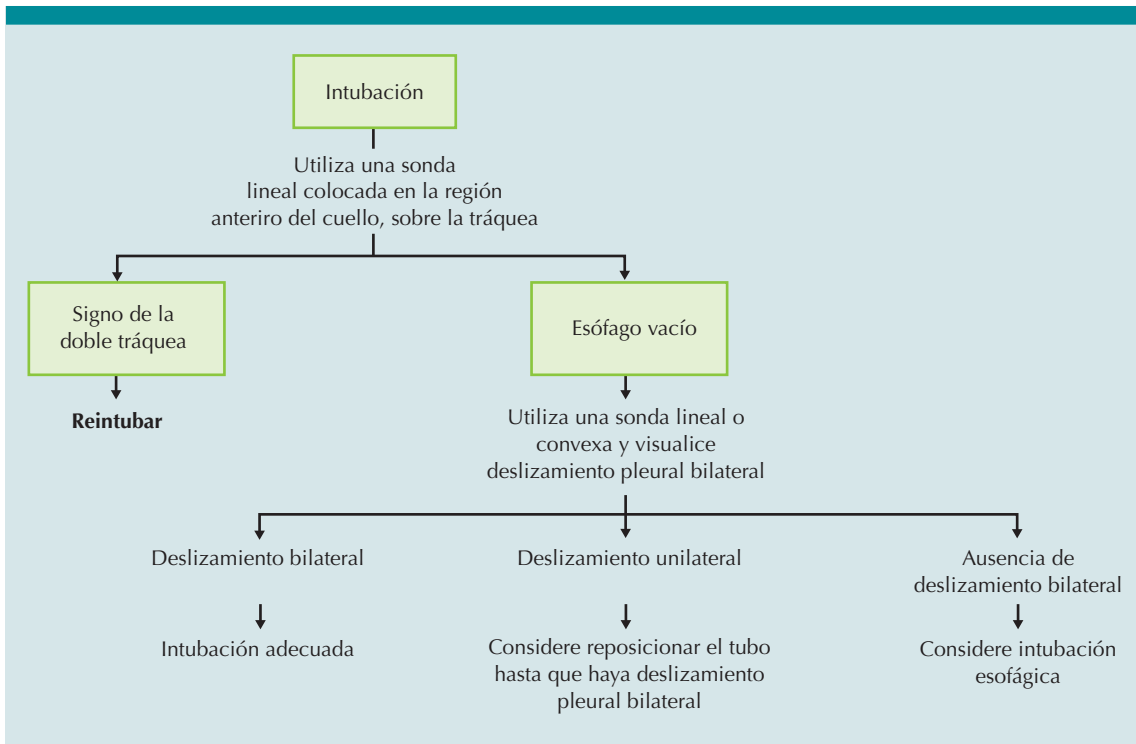 Intubación
Utiliza una sonda
lineal colocada en la región
anteriro del cuello, sobre la tráquea
Signo de la
doble tráquea
Esófago vacío
Reintubar
Utiliza una sonda lineal o
convexa y visualice
deslizamiento pleural bilateral
Deslizamiento bilateral
Deslizamiento unilateral
Ausencia de
deslizamiento bilateral
Intubación adecuada
Considere reposicionar el tubo
hasta que haya deslizamiento
pleural bilateral
Considere intubación
esofágica